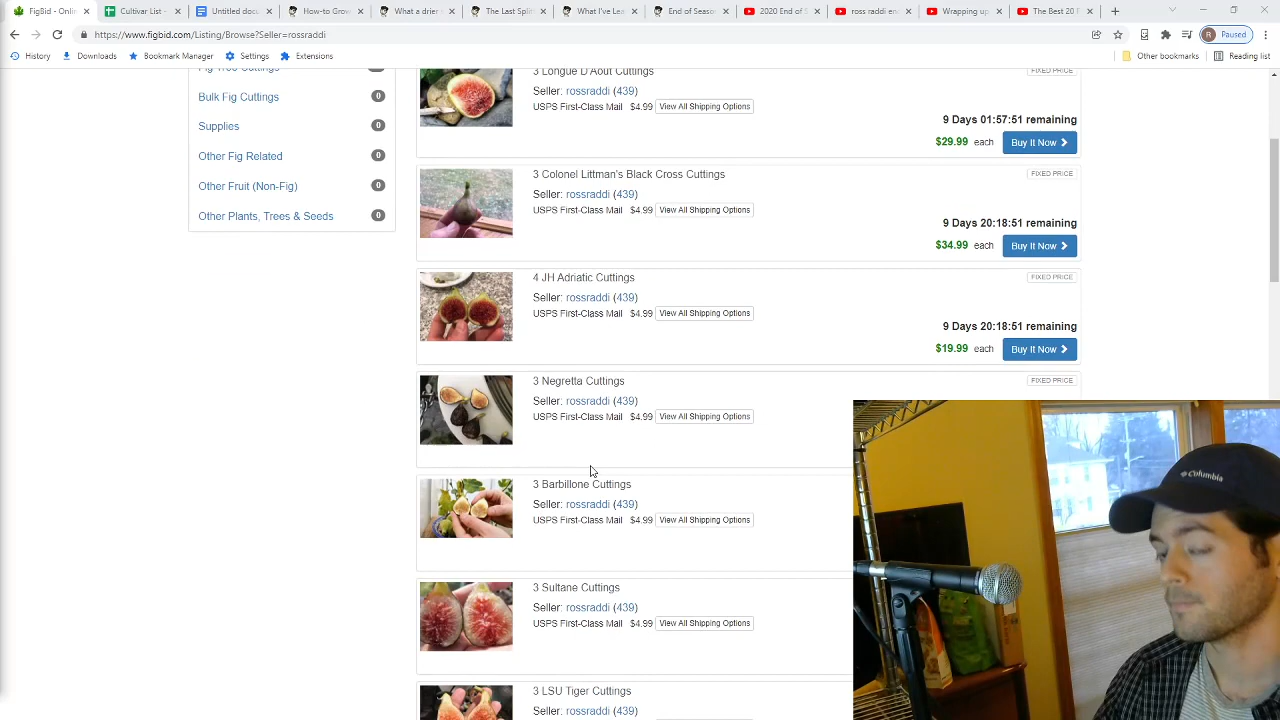 FigBid - Onlin
Cultivar List -
Untitled docu
How-to Grow
What a drier
The Last Split
What I've Lea
End of Seaso
2020 End of S
ross raddi en
Wrapping up
The Best 20 F
https://www.figbid.com/Listing/Browse?Seller=rossraddi
R Paused
History
Downloads
Bookmark Manager
Settings
Extensions
Other bookmarks
Reading list
Fig Tree Cuttings
Bulk Fig Cuttings 0
Supplies 0
Other Fig Related 0
Other Fruit (Non-Fig) 0
Other Plants, Trees & Seeds 0
3 Longue D'Aout Cuttings FIXED PRICE
Seller: rossraddi (439)
USPS First-Class Mail $4.99 View All Shipping Options
9 Days 01:57:51 remaining
$29.99 each Buy It Now
3 Colonel Littman's Black Cross Cuttings FIXED PRICE
Seller: rossraddi (439)
USPS First-Class Mail $4.99 View All Shipping Options
9 Days 20:18:51 remaining
$34.99 each Buy It Now
4 JH Adriatic Cuttings FIXED PRICE
Seller: rossraddi (439)
USPS First-Class Mail $4.99 View All Shipping Options
9 Days 20:18:51 remaining
$19.99 each Buy It Now
3 Negretta Cuttings FIXED PRICE
Seller: rossraddi (439)
USPS First-Class Mail $4.99 View All Shipping Options
3 Barbillone Cuttings
Seller: rossraddi (439)
USPS First-Class Mail $4.99 View All Shipping Options
3 Sultane Cuttings
Seller: rossraddi (439)
USPS First-Class Mail $4.99 View All Shipping Options
3 LSU Tiger Cuttings
Seller: rossraddi (439)
Columbia